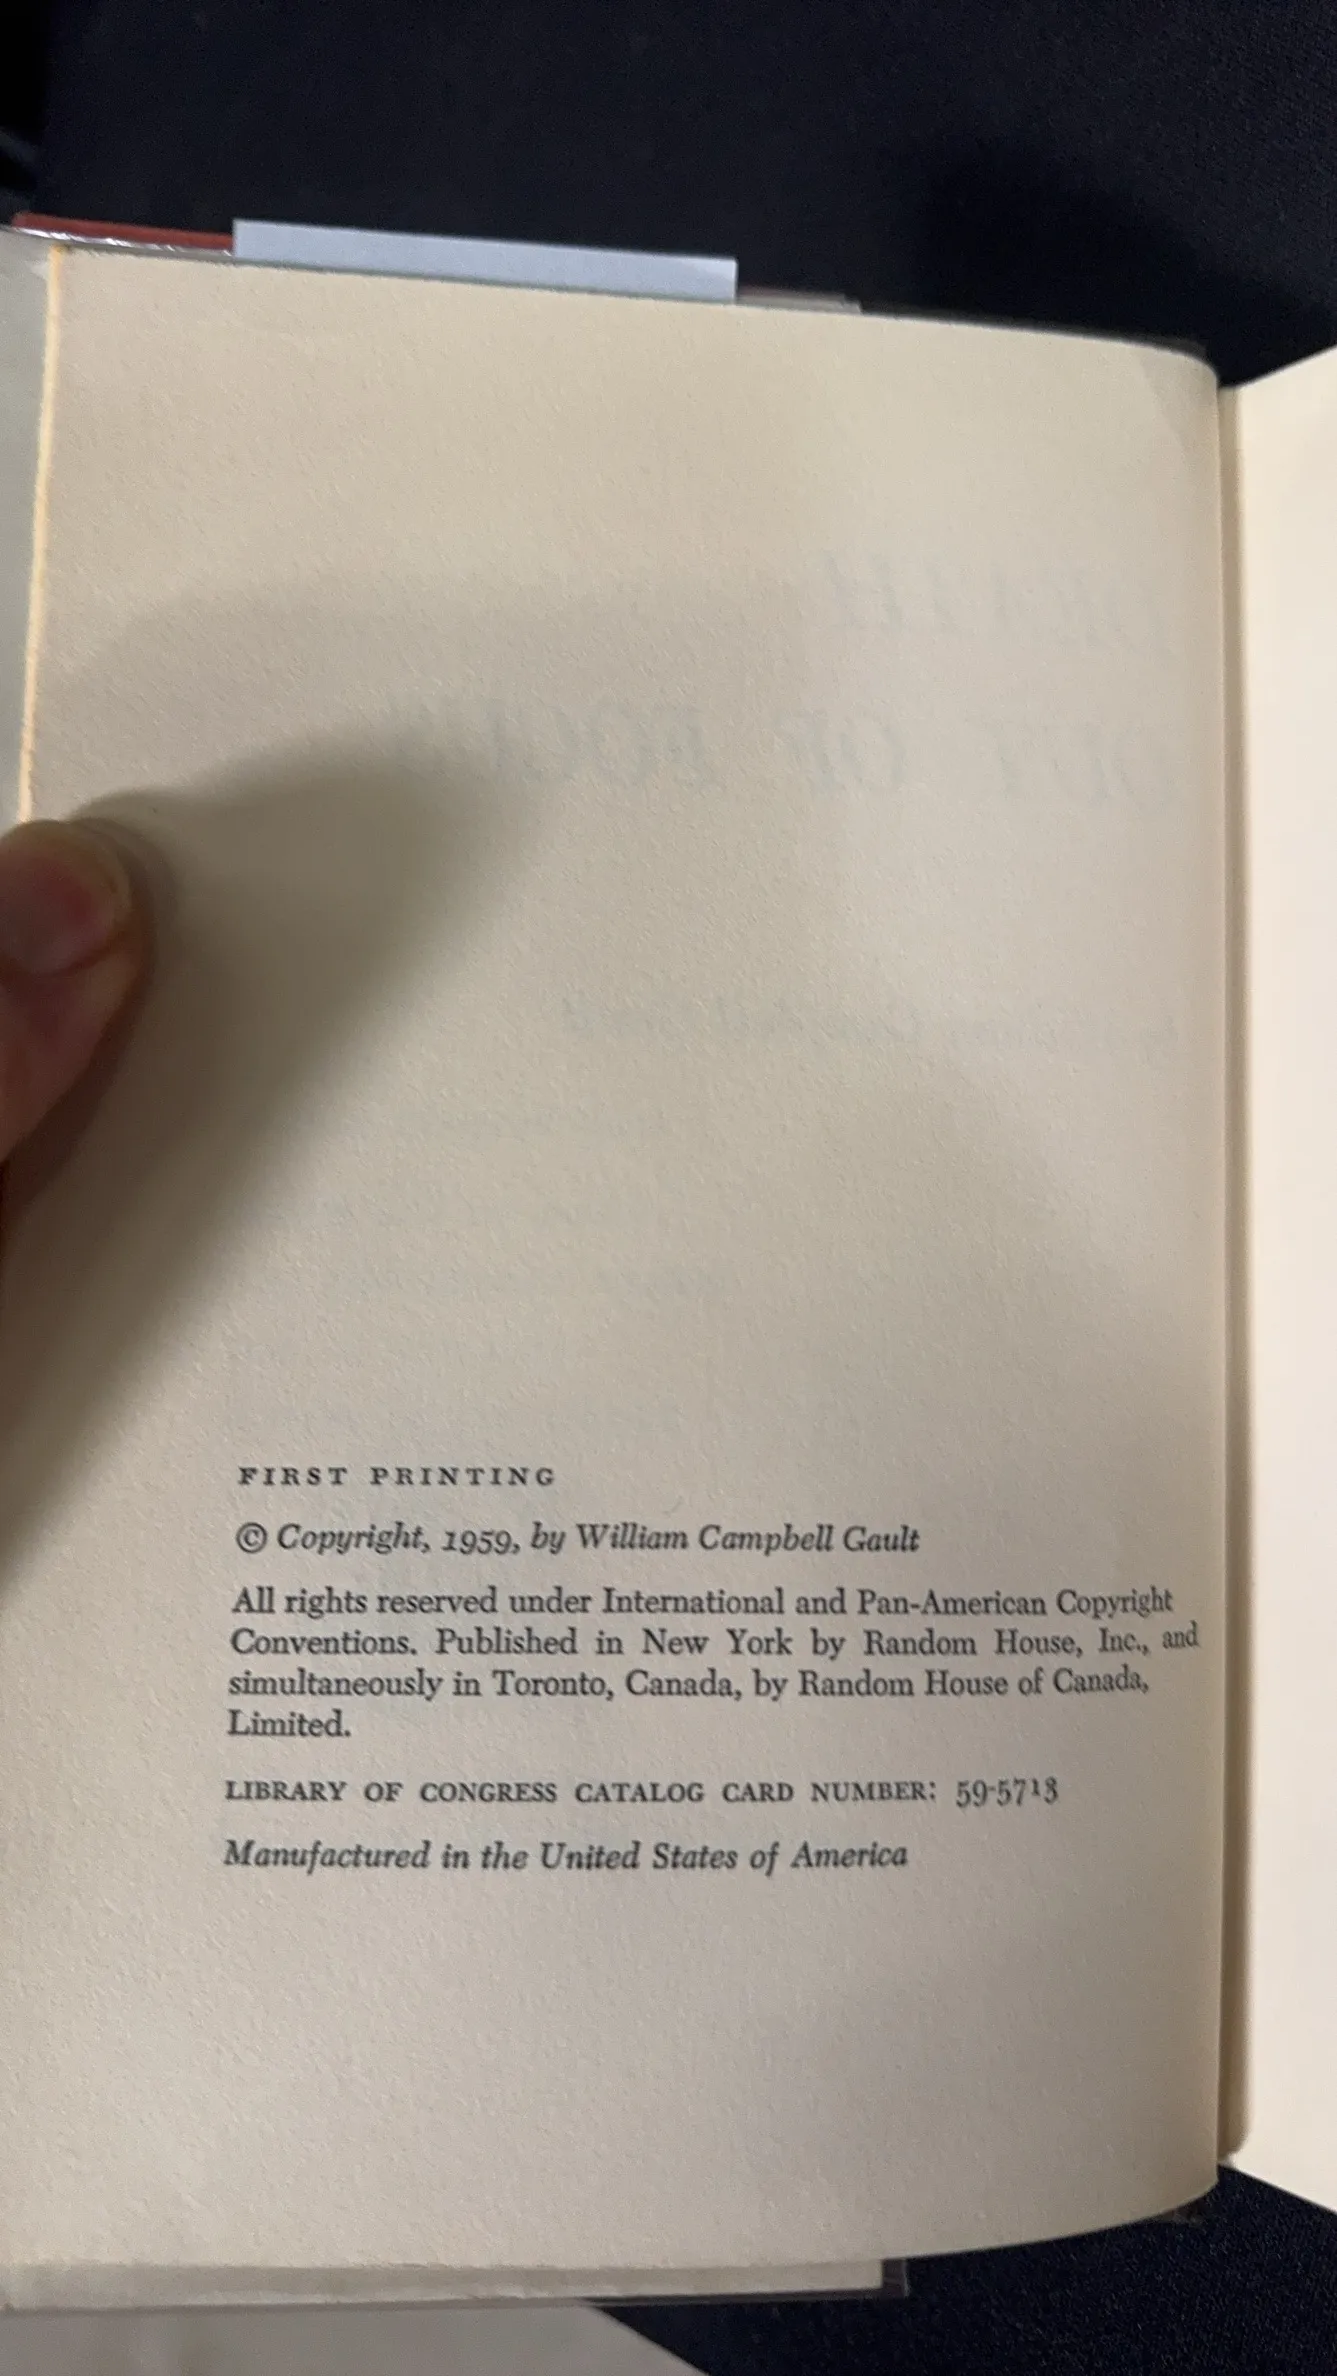 FIRST PRINTING
© Copyright, 1959, by William Campbell Gault
All rights reserved under International and Pan-American Copyright
Conventions. Published in New York by Random House, Inc., and
simultaneously in Toronto, Canada, by Random House of Canada,
Limited.
LIBRARY OF CONGRESS CATALOG CARD NUMBER: 59-5713
Manufactured in the United States of America